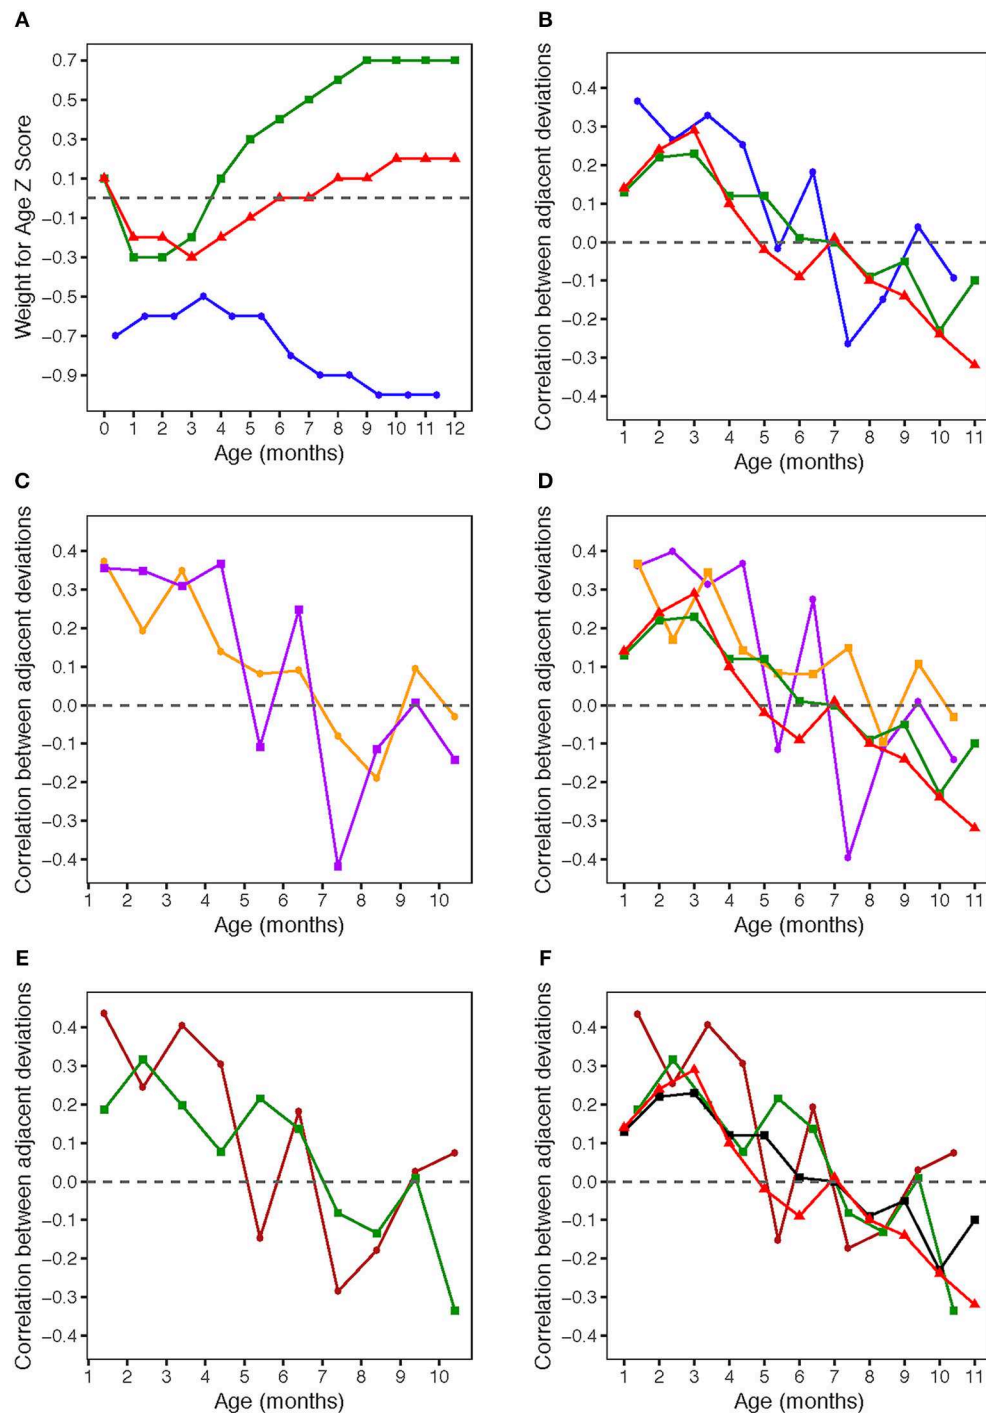 A
Weight for Age Z Score
0.7
0.5
0.3
0.1
−0.1
−0.3
−0.5
−0.7
−0.9
0 1 2 3 4 5 6 7 8 9 10 11 12
Age (months)
B
Correlation between adjacent deviations
0.4
0.3
0.2
0.1
0.0
−0.1
−0.2
−0.3
−0.4
1 2 3 4 5 6 7 8 9 10 11
Age (months)
C
Correlation between adjacent deviations
0.4
0.3
0.2
0.1
0.0
−0.1
−0.2
−0.3
−0.4
1 2 3 4 5 6 7 8 9 10
Age (months)
D
Correlation between adjacent deviations
0.4
0.3
0.2
0.1
0.0
−0.1
−0.2
−0.3
−0.4
1 2 3 4 5 6 7 8 9 10 11
Age (months)
E
Correlation between adjacent deviations
0.4
0.3
0.2
0.1
0.0
−0.1
−0.2
−0.3
−0.4
1 2 3 4 5 6 7 8 9 10
Age (months)
F
Correlation between adjacent deviations
0.4
0.3
0.2
0.1
0.0
−0.1
−0.2
−0.3
−0.4
1 2 3 4 5 6 7 8 9 10 11
Age (months)